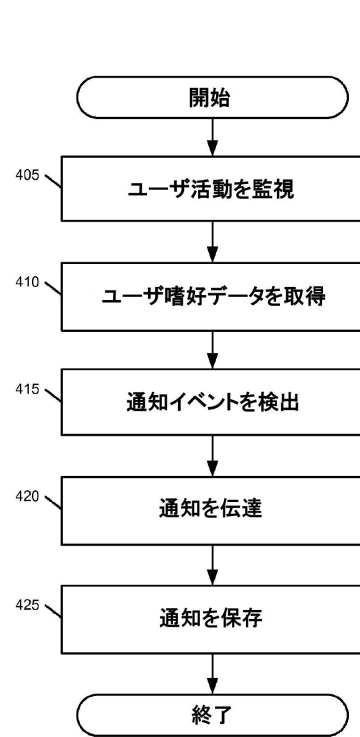 開始
405
ユーザ活動を監視
410
ユーザ嗜好データを取得
415
通知イベントを検出
420
通知を伝達
425
通知を保存
終了